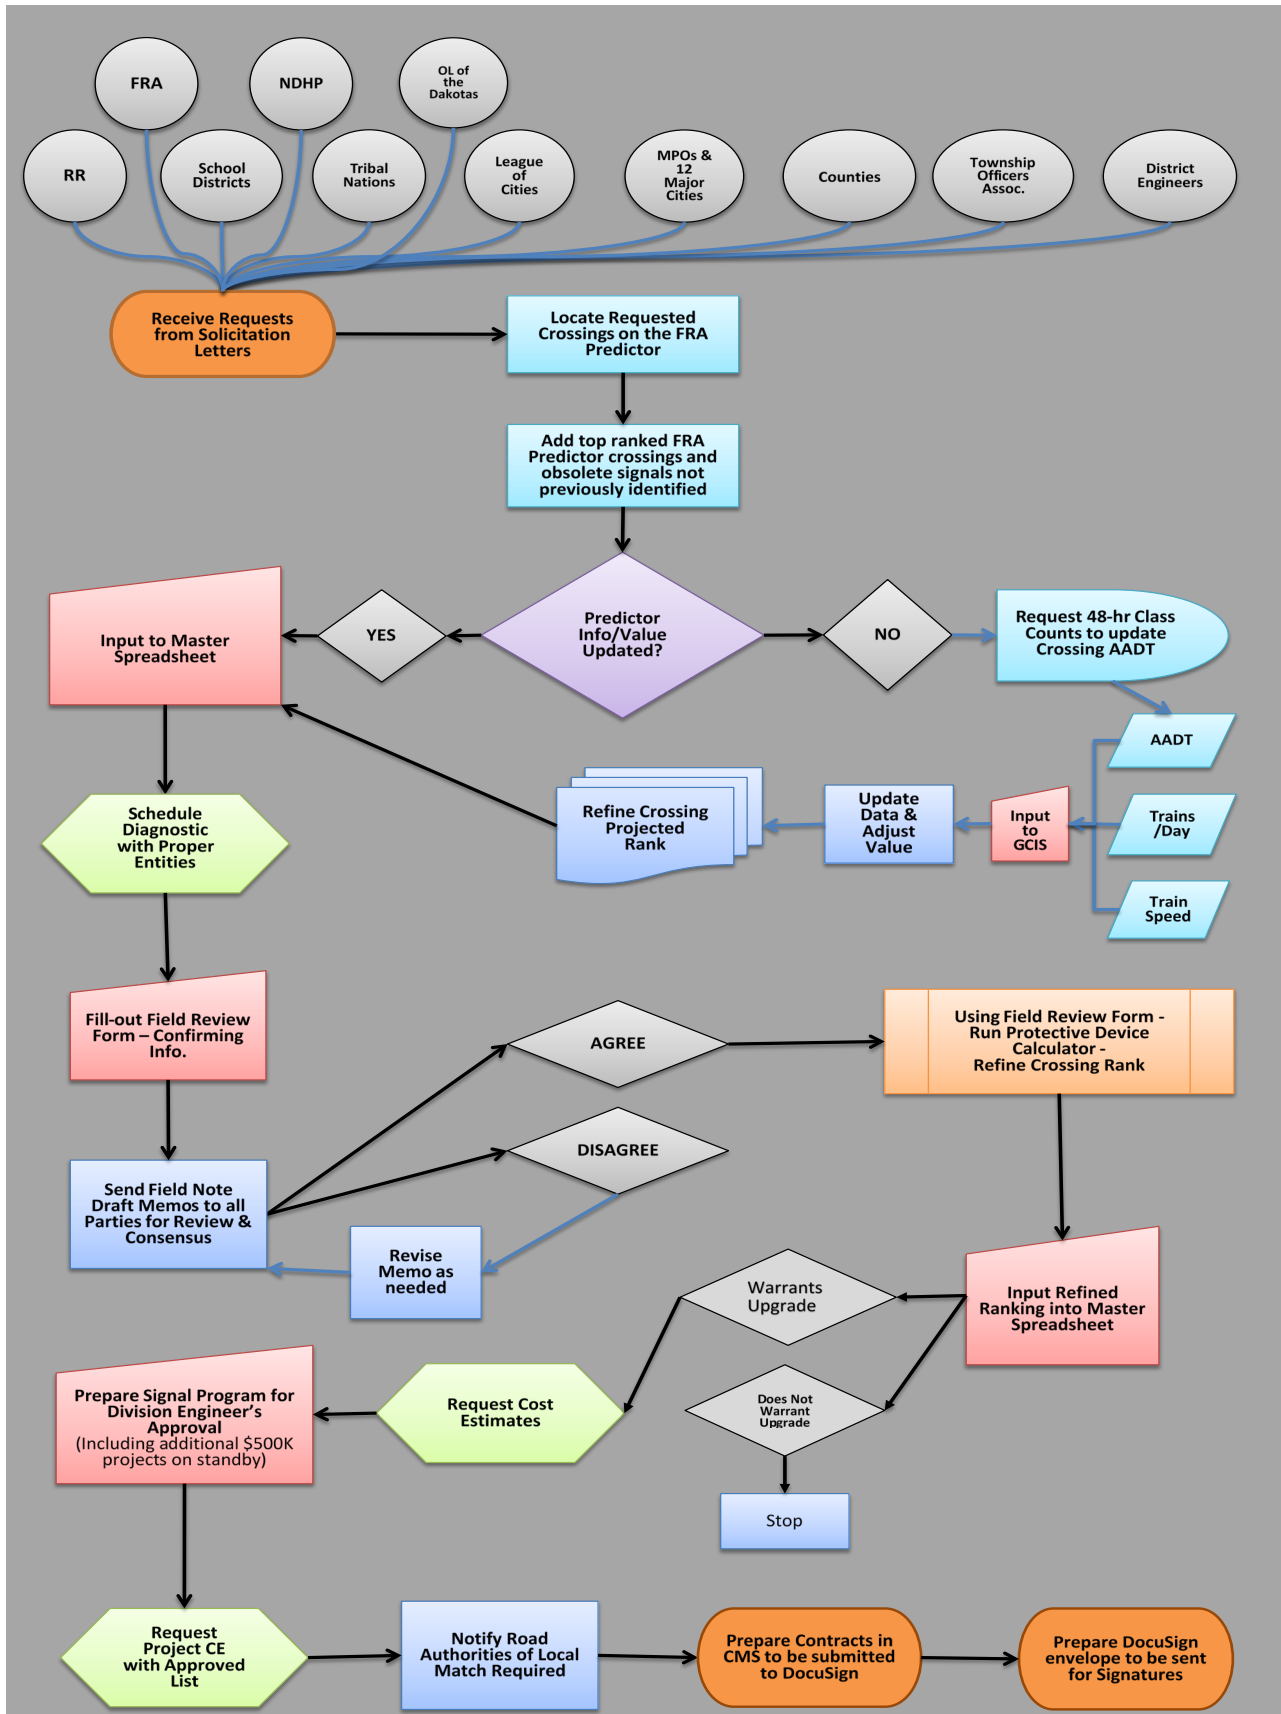 FRA
NDHP
OL of
the
Dakotas
RR
School
Districts
Tribal
Nations
League
of
Cities
MPOs &
12
Major
Cities
Counties
Township
Officers
Assoc.
District
Engineers
Receive Requests
from Solicitation
Letters
Locate Requested
Crossings on the FRA
Predictor
Add top ranked FRA
Predictor crossings and
obsolete signals not
previously identified
Predictor
Info/Value
Updated?
YES
NO
Input to Master
Spreadsheet
Request 48-hr Class
Counts to update
Crossing AADT
AADT
Trains
/Day
Train
Speed
Input
to
GCIS
Update
Data &
Adjust
Value
Refine Crossing
Projected
Rank
Schedule
Diagnostic
with Proper
Entities
Fill-out Field Review
Form – Confirming
Info.
Send Field Note
Draft Memos to all
Parties for Review &
Consensus
AGREE
DISAGREE
Revise
Memo as
needed
Using Field Review Form -
Run Protective Device
Calculator -
Refine Crossing Rank
Input Refined
Ranking into Master
Spreadsheet
Warrants
Upgrade
Does Not
Warrant
Upgrade
Stop
Request Cost
Estimates
Prepare Signal Program for
Division Engineer's
Approval
(Including additional $500K
projects on standby)
Request
Project CE
with Approved
List
Notify Road
Authorities of Local
Match Required
Prepare Contracts in
CMS to be submitted
to DocuSign
Prepare DocuSign
envelope to be sent
for Signatures